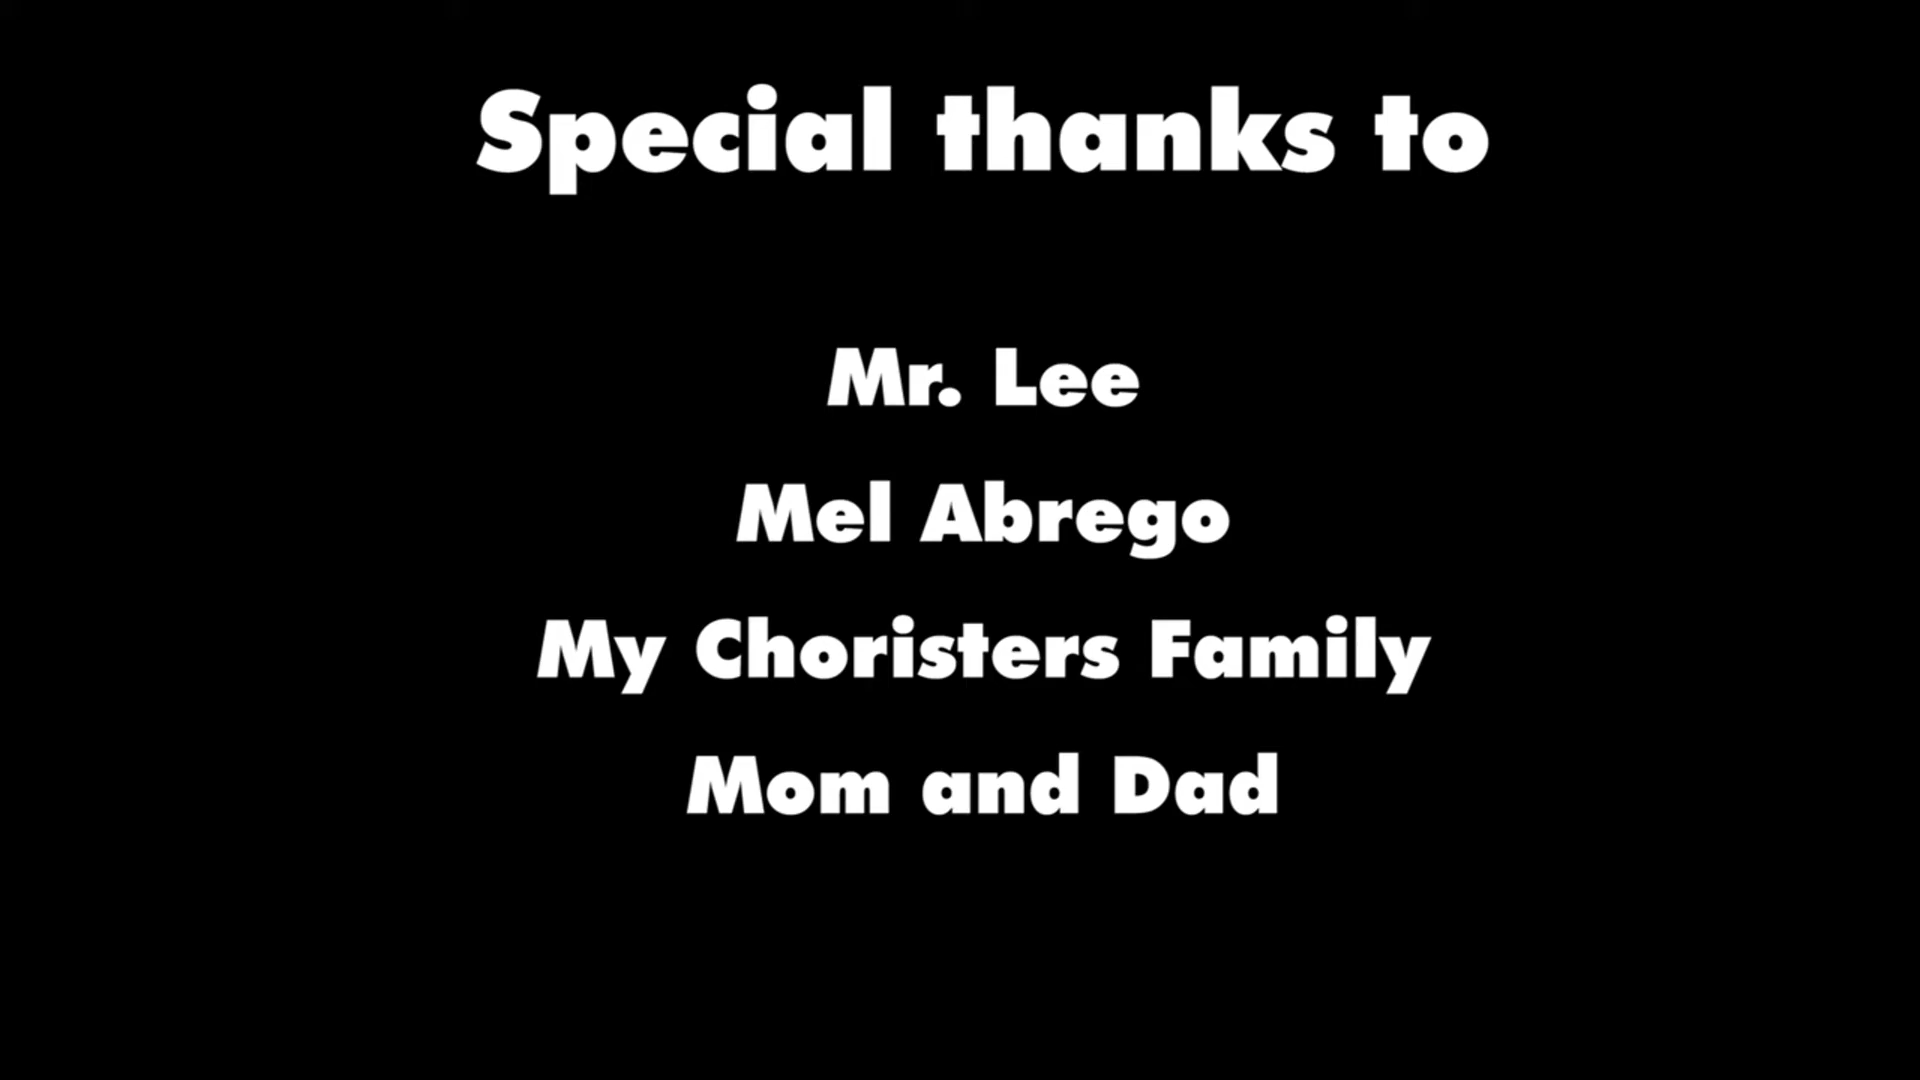 Special thanks to
Mr. Lee
Mel Abrego
My Choristers Family
Mom and Dad